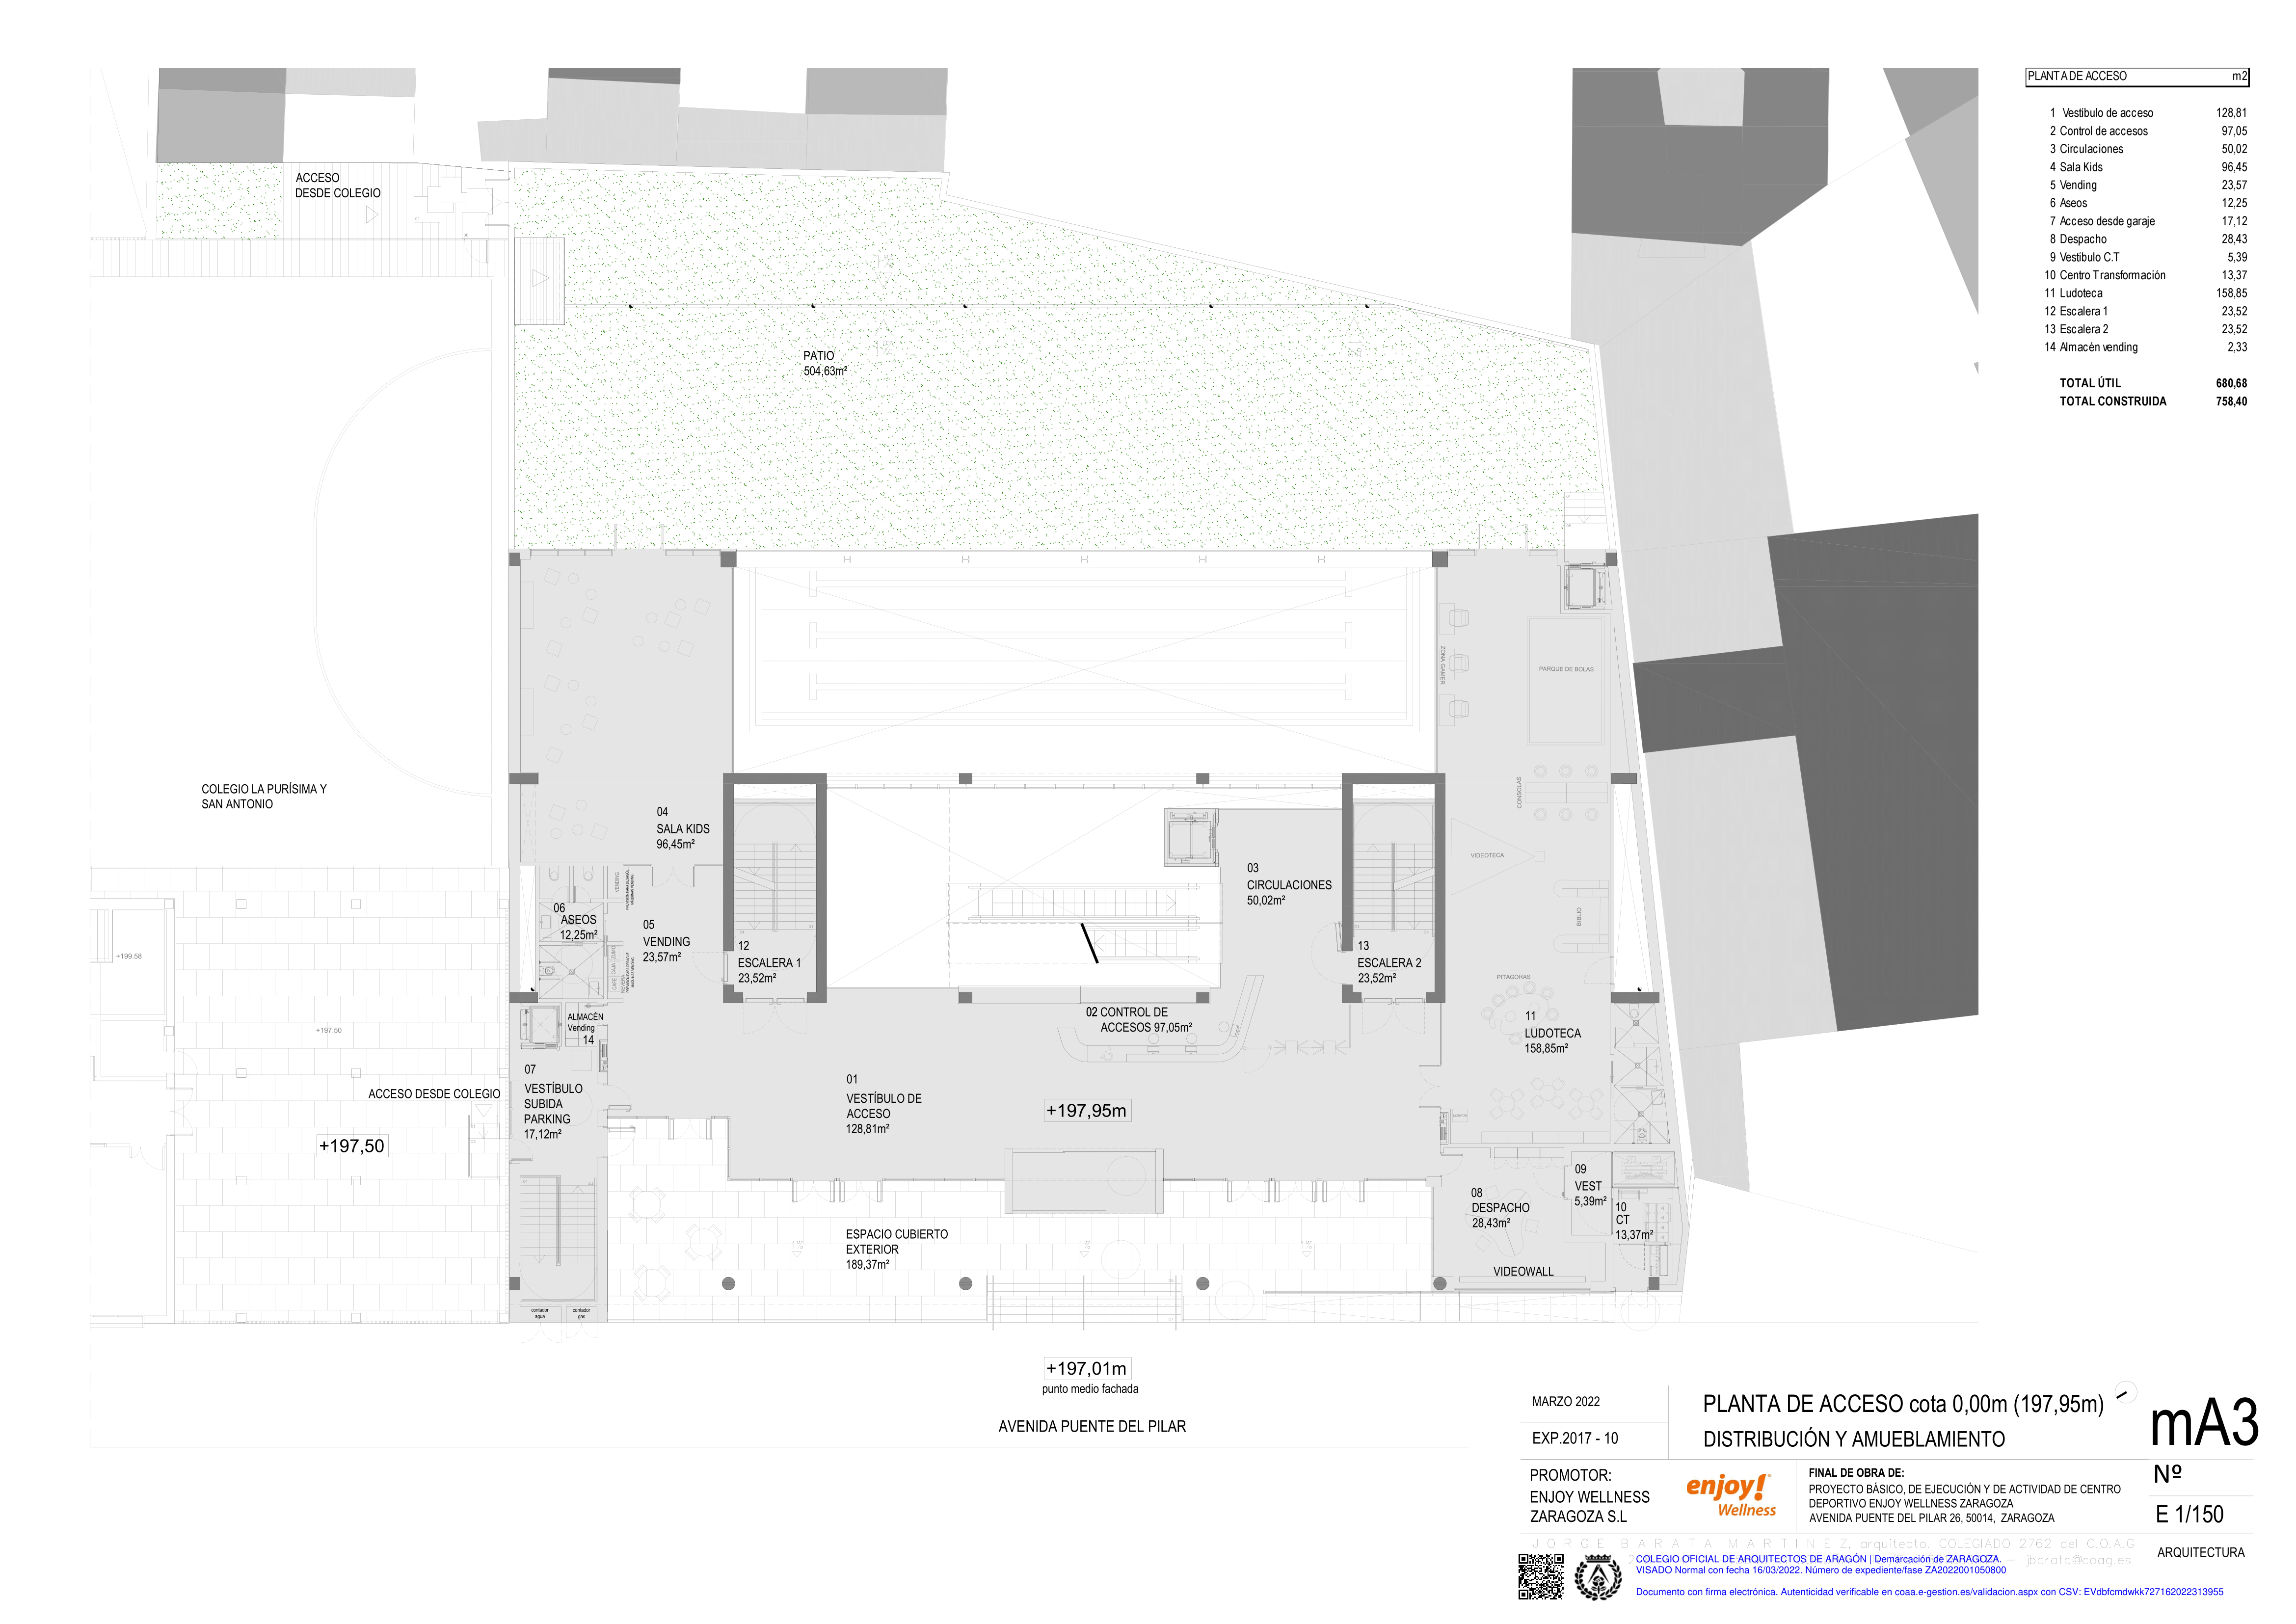 PLANTA DE ACCESO m2
1 Vestíbulo de acceso 128,81
2 Control de accesos 97,05
3 Circulaciones 50,02
4 Sala Kids 96,45
5 Vending 23,57
6 Aseos 12,25
7 Acceso desde garaje 17,12
8 Despacho 28,43
9 Vestíbulo C.T 5,39
10 Centro Transformación 13,37
11 Ludoteca 158,85
12 Escalera 1 23,52
13 Escalera 2 23,52
14 Almacén vending 2,33
TOTAL ÚTIL 680,68
TOTAL CONSTRUIDA 758,40
ACCESO
DESDE COLEGIO
PATIO
504,63m²
COLEGIO LA PURÍSIMA Y
SAN ANTONIO
ZONA GAMER
PARQUE DE BOLAS
CONSOLAS
VIDEOTECA
BIBLIO
PITAGORAS
04
SALA KIDS
96,45m²
03
CIRCULACIONES
50,02m²
VENDING
06
ASEOS
12,25m²
05
VENDING
23,57m²
12
ESCALERA 1
23,52m²
13
ESCALERA 2
23,52m²
+199.58
+197.50
ALMACÉN
Vending
14
02 CONTROL DE
ACCESOS 97,05m²
11
LUDOTECA
158,85m²
07
VESTÍBULO
SUBIDA
PARKING
17,12m²
ACCESO DESDE COLEGIO
+197,50
01
VESTÍBULO DE
ACCESO
128,81m²
+197,95m
08
DESPACHO
28,43m²
09
VEST
5,39m²
10
CT
13,37m²
VIDEOWALL
ESPACIO CUBIERTO
EXTERIOR
189,37m²
contador
agua
contador
gas
+197,01m
punto medio fachada
AVENIDA PUENTE DEL PILAR
MARZO 2022
EXP.2017 - 10
PLANTA DE ACCESO cota 0,00m (197,95m)
DISTRIBUCIÓN Y AMUEBLAMIENTO
mA3
Nº
E 1/150
ARQUITECTURA
PROMOTOR:
ENJOY WELLNESS
ZARAGOZA S.L
enjoy!
Wellness
FINAL DE OBRA DE:
PROYECTO BÁSICO, DE EJECUCIÓN Y DE ACTIVIDAD DE CENTRO
DEPORTIVO ENJOY WELLNESS ZARAGOZA
AVENIDA PUENTE DEL PILAR 26, 50014, ZARAGOZA
JORGE BARATA MARTINEZ, arquitecto. COLEGIADO 2762 del C.O.A.G
jbarata@coag.es
COLEGIO OFICIAL DE ARQUITECTOS DE ARAGÓN | Demarcación de ZARAGOZA.
VISADO Normal con fecha 16/03/2022. Número de expediente/fase ZA2022001050800
Documento con firma electrónica. Autenticidad verificable en coaa.e-gestion.es/validacion.aspx con CSV: EVdbfcmdwkk727162022313955